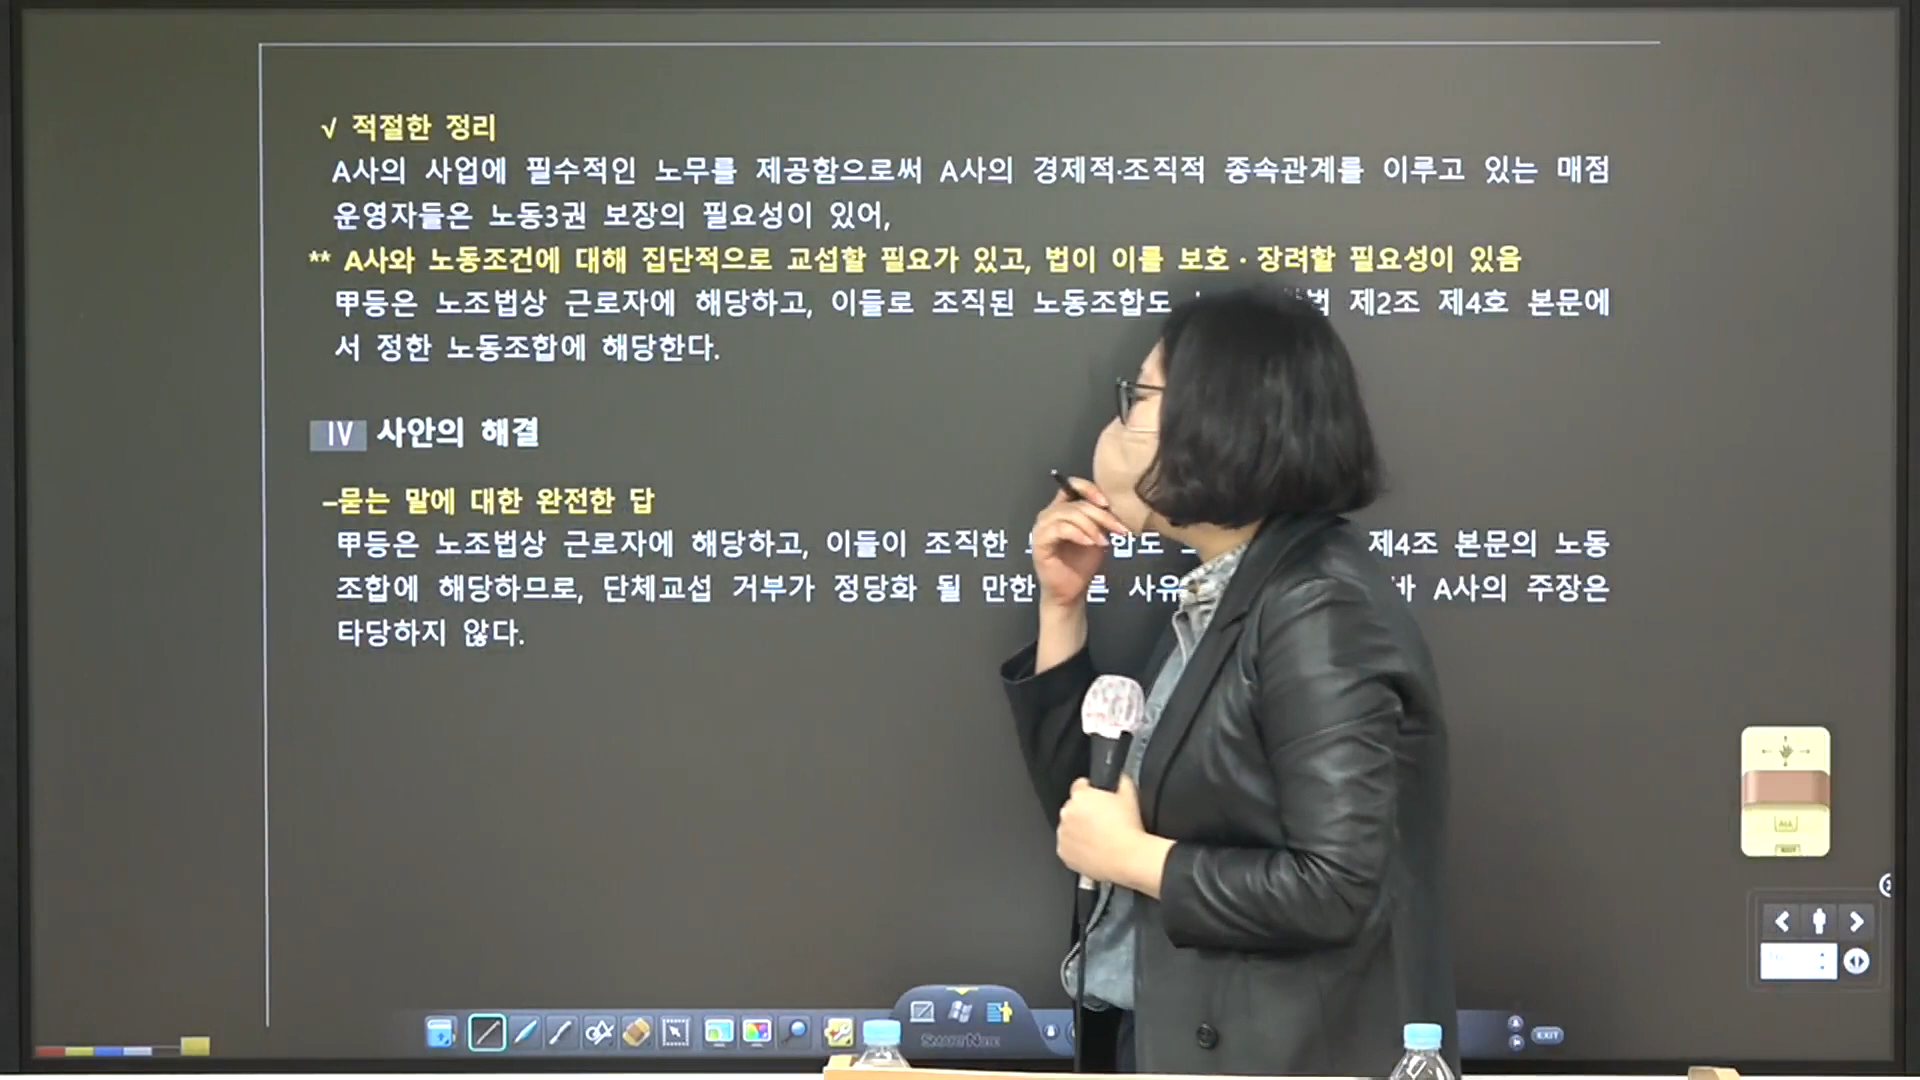 √ 적절한 정리
A사의 사업에 필수적인 노무를 제공함으로써 A사의 경제적·조직적 종속관계를 이루고 있는 매점
운영자들은 노동3권 보장의 필요성이 있어,
** A사와 노동조건에 대해 집단적으로 교섭할 필요가 있고, 법이 이를 보호·장려할 필요성이 있음
甲등은 노조법상 근로자에 해당하고, 이들로 조직된 노동조합도 제2조 제4호 본문에
서 정한 노동조합에 해당한다.
IV 사안의 해결
–묻는 말에 대한 완전한 답
甲등은 노조법상 근로자에 해당하고, 이들이 조직한 제4조 본문의 노동
조합에 해당하므로, 단체교섭 거부가 정당화 될 만한 A사의 주장은
타당하지 않다.
EXIT